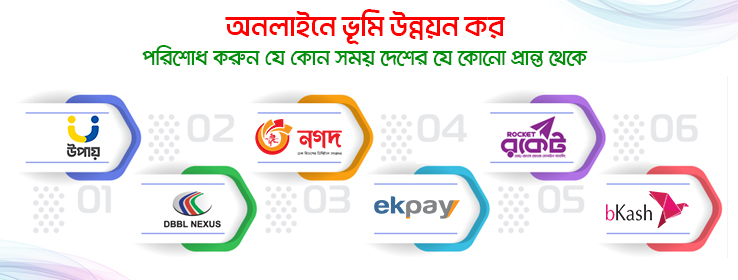 অনলাইনে ভূমি উন্নয়ন কর
পরিশোধ করুন যে কোন সময় দেশের যে কোনো প্রান্ত থেকে
উপায়
01
02
DBBL NEXUS
নগদ
03
04
ekpay
ROCKET
রকেট
05
06
bKash